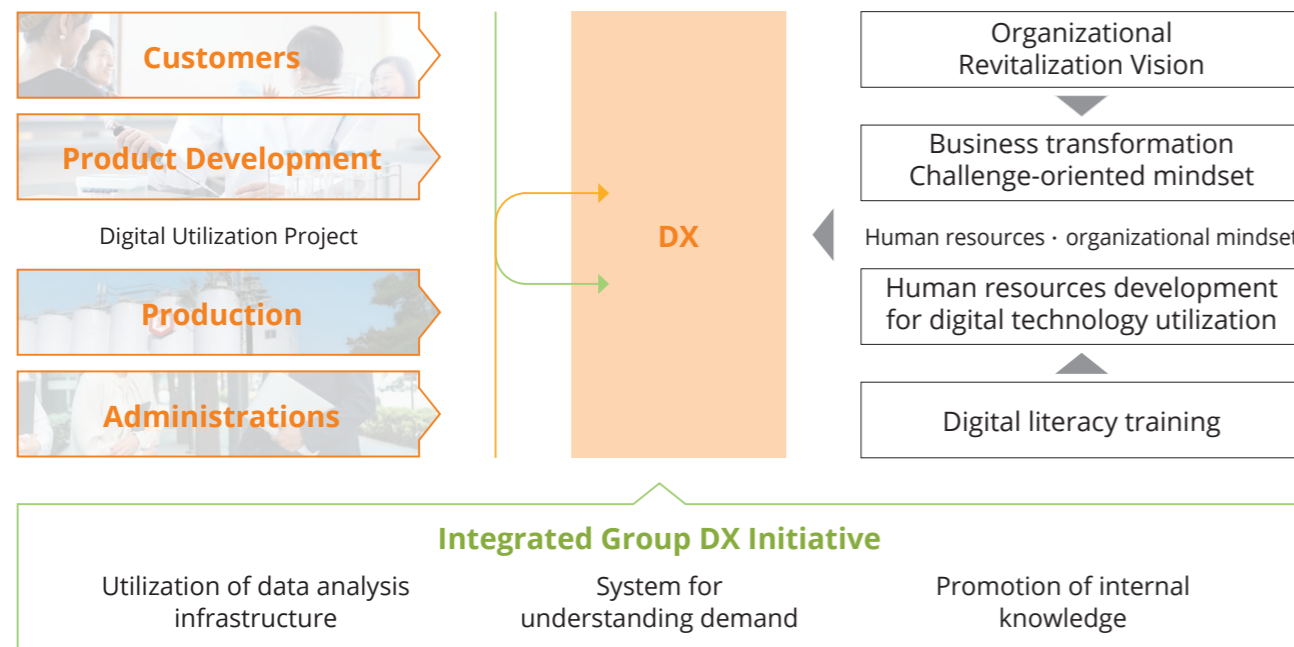 Customers
Product Development
Digital Utilization Project
Production
Administrations
DX
Organizational
Revitalization Vision
Business transformation
Challenge-oriented mindset
Human resources・organizational mindset
Human resources development
for digital technology utilization
Digital literacy training
Integrated Group DX Initiative
Utilization of data analysis
infrastructure
System for
understanding demand
Promotion of internal
knowledge